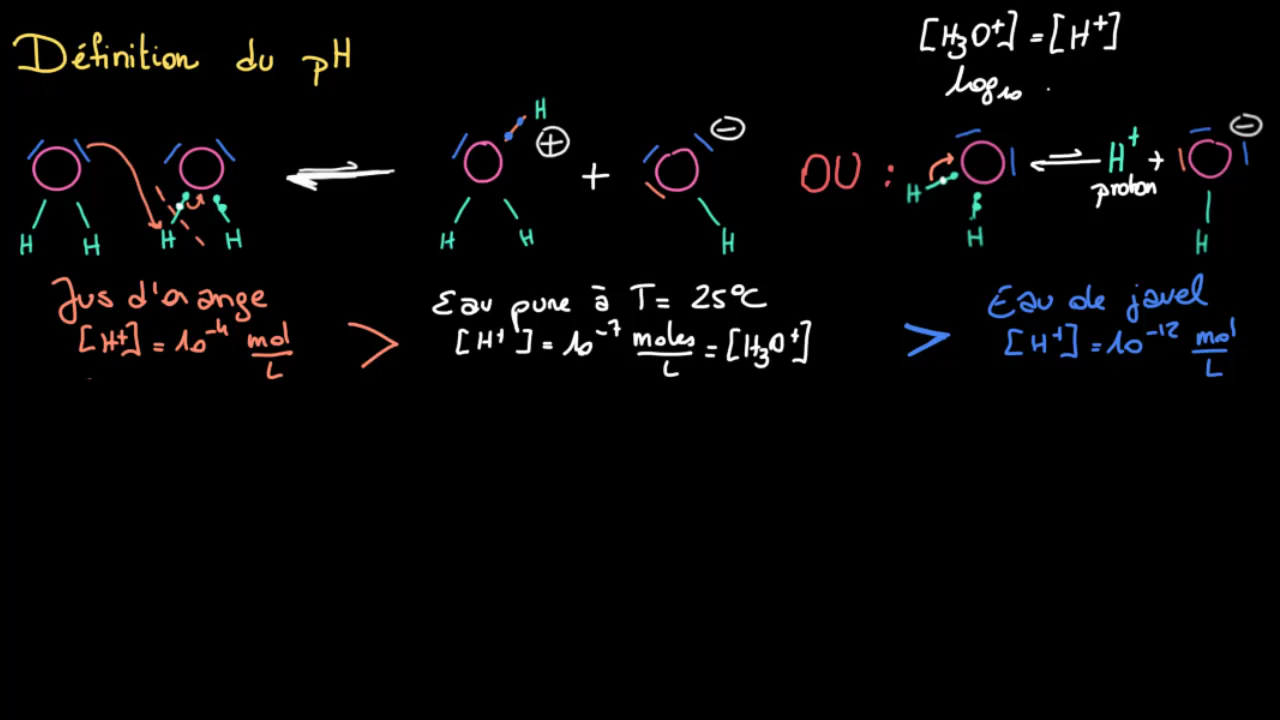 Définition du pH
[H₃O⁺] = [H⁺]
log₁₀
H H H H
H ⊕ H H + ⊖ H
OU : H H H⁺ + ⊖ H
proton
Jus d'orange
[H+] = 10⁻⁴ mol/L
>
Eau pure à T = 25°C
[H⁺] = 10⁻⁷ moles/L = [H₃O⁺]
>
Eau de javel
[H⁺] = 10⁻¹² mol/L